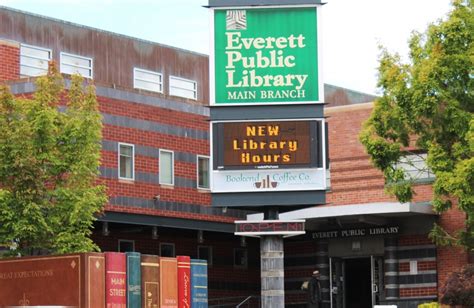 Everett
Public
Library
MAIN BRANCH
NEW
Library
Hours
Bookend Coffee Co.
OPEN
EVERETT PUBLIC LIBRARY
GREAT EXPECTATIONS
MAIN STREET